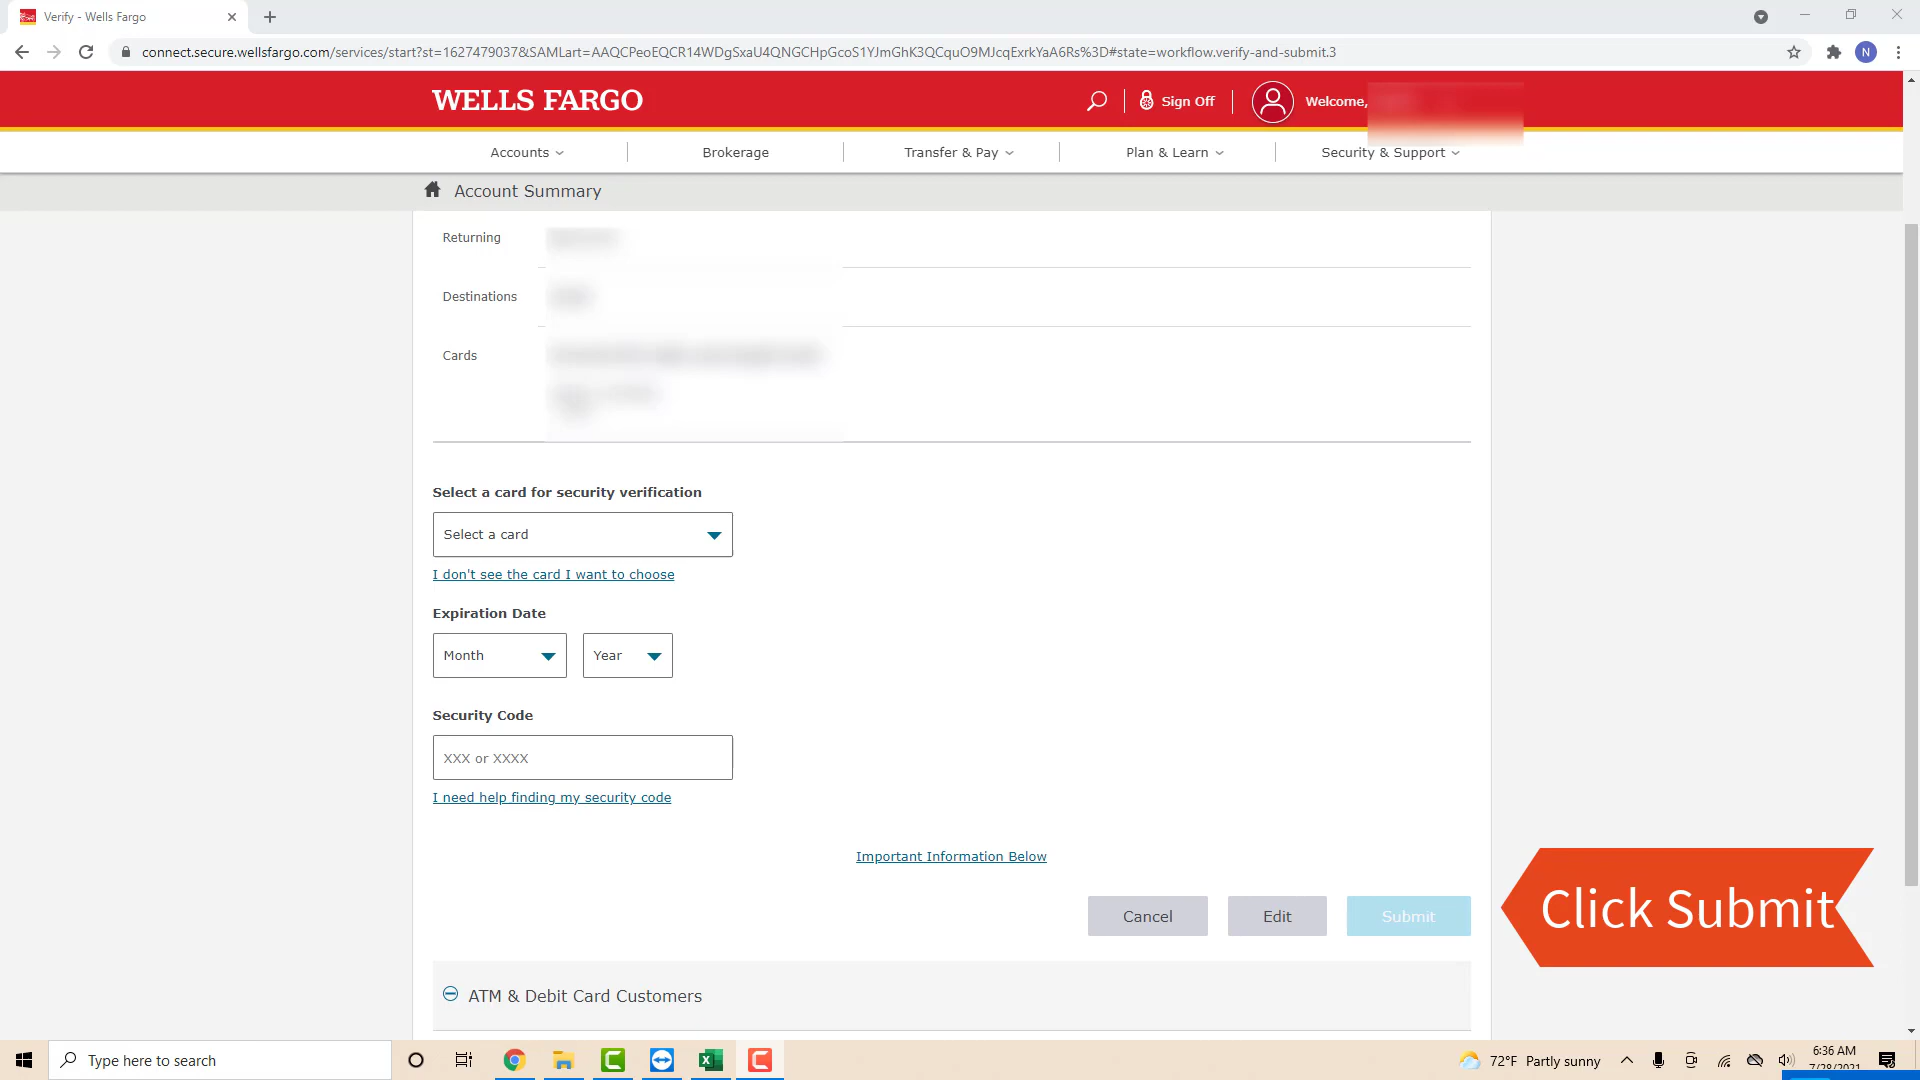 Verify - Wells Fargo
connect.secure.wellsfargo.com/services/start?st=1627479037&SAMLart=AAQCPeoEQCR14WDgSxaU4QNGCHpGcoS1YJmGhK3QCquO9MJcqExrkYaA6Rs%3D#state=workflow.verify-and-submit.3
N
WELLS FARGO
Sign Off
Welcome,
Accounts
Brokerage
Transfer & Pay
Plan & Learn
Security & Support
Account Summary
Returning
Destinations
Cards
Select a card for security verification
Select a card
I don't see the card I want to choose
Expiration Date
Month
Year
Security Code
XXX or XXXX
I need help finding my security code
Important Information Below
Cancel
Edit
Submit
Click Submit
ATM & Debit Card Customers
Type here to search
72°F Partly sunny
6:36 AM
7/28/2021